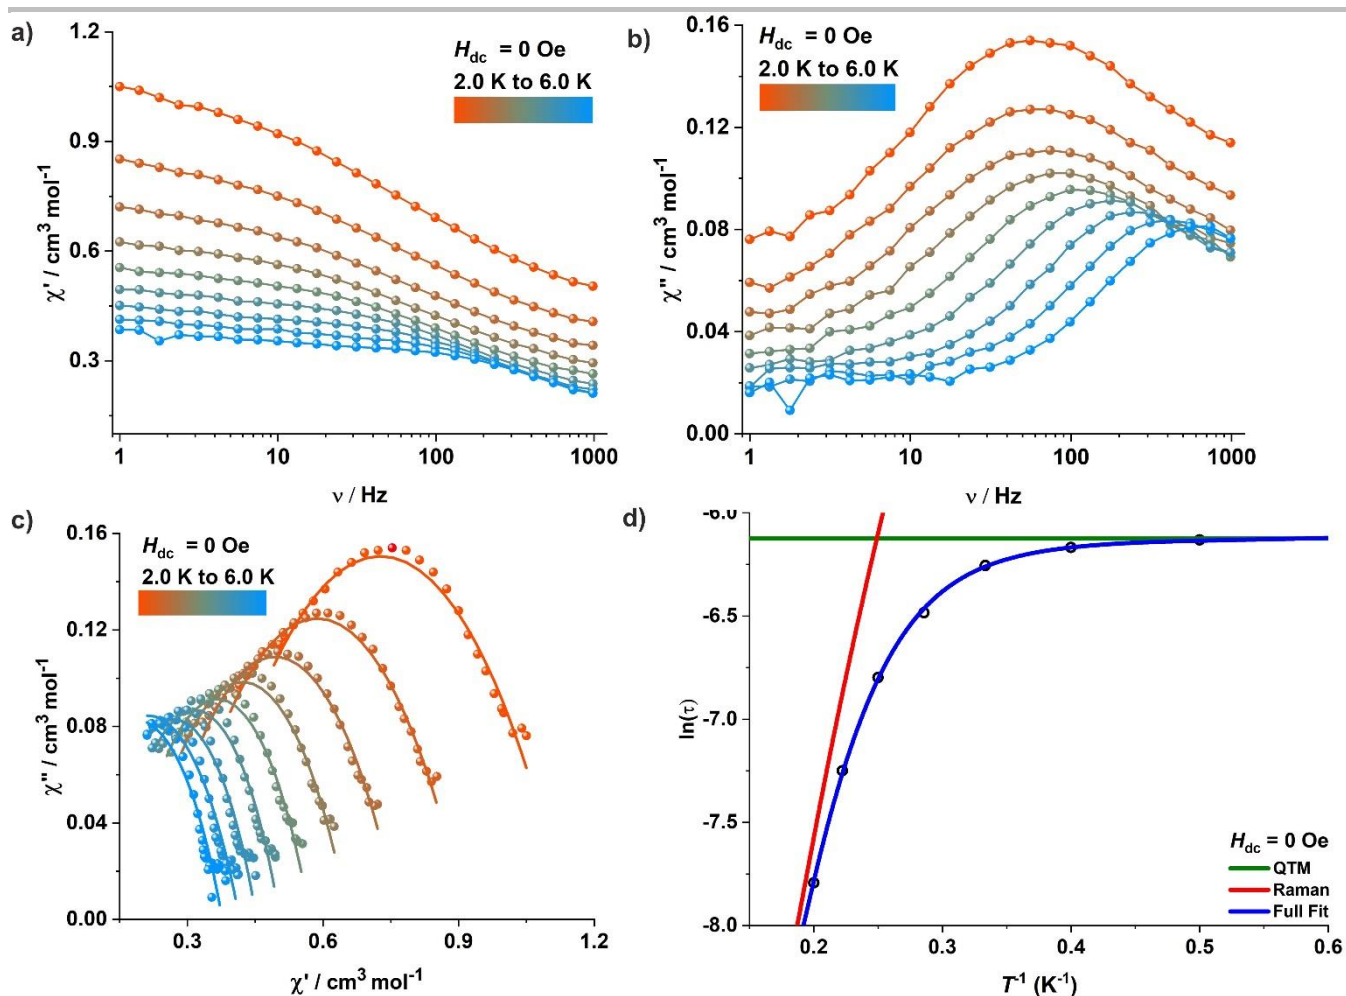 a)
1.2
0.9
0.6
0.3
χ' / cm³ mol⁻¹
H_dc = 0 Oe
2.0 K to 6.0 K
1 10 100 1000
ν / Hz
b)
0.16
0.12
0.08
0.04
0.00
χ" / cm³ mol⁻¹
H_dc = 0 Oe
2.0 K to 6.0 K
1 10 100 1000
ν / Hz
c)
0.16
0.12
0.08
0.04
0.00
χ" / cm³ mol⁻¹
H_dc = 0 Oe
2.0 K to 6.0 K
0.3 0.6 0.9 1.2
χ' / cm³ mol⁻¹
d)
-6.0
-6.5
-7.0
-7.5
-8.0
ln(τ)
H_dc = 0 Oe
QTM
Raman
Full Fit
0.2 0.3 0.4 0.5 0.6
T⁻¹ (K⁻¹)